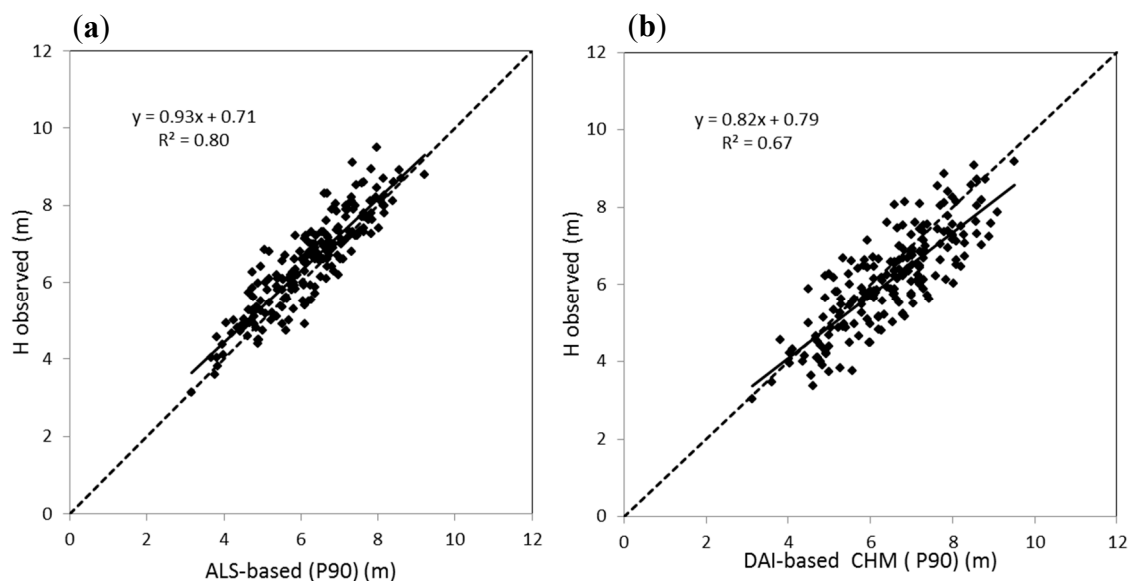 (a)
12
10
8
6
4
2
0
H observed (m)
y = 0.93x + 0.71
R² = 0.80
0 2 4 6 8 10 12
ALS-based (P90) (m)
(b)
12
10
8
6
4
2
0
H observed (m)
y = 0.82x + 0.79
R² = 0.67
0 2 4 6 8 10 12
DAI-based CHM ( P90) (m)